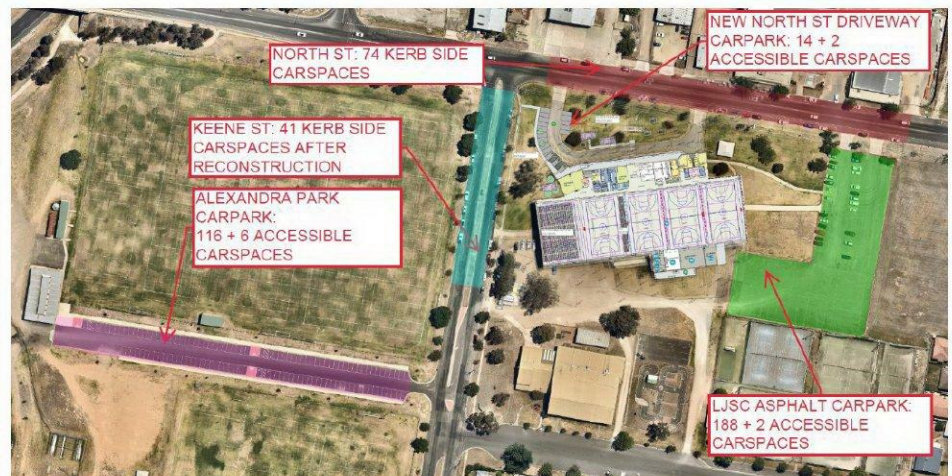 NORTH ST: 74 KERB SIDE
CARSPACES
NEW NORTH ST DRIVEWAY
CARPARK: 14 + 2
ACCESSIBLE CARSPACES
KEENE ST: 41 KERB SIDE
CARSPACES AFTER
RECONSTRUCTION
ALEXANDRA PARK
CARPARK:
116 + 6 ACCESSIBLE
CARSPACES
LJSC ASPHALT CARPARK:
188 + 2 ACCESSIBLE
CARSPACES